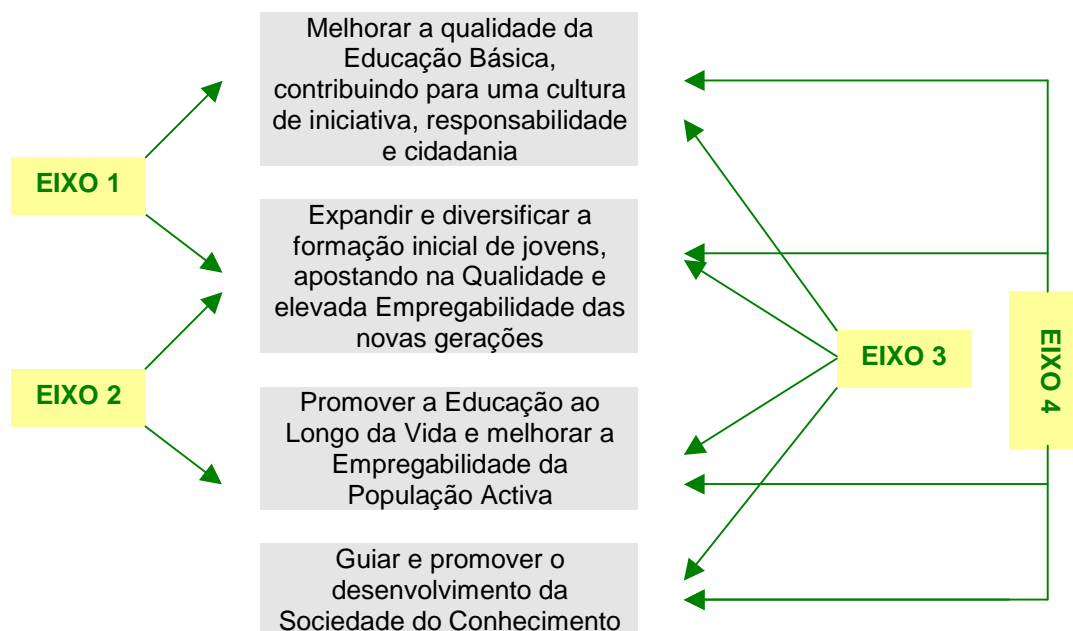 Melhorar a qualidade da
Educação Básica,
contribuindo para uma cultura
de iniciativa, responsabilidade
e cidadania
EIXO 1
Expandir e diversificar a
formação inicial de jovens,
apostando na Qualidade e
elevada Empregabilidade das
novas gerações
EIXO 2
Promover a Educação ao
Longo da Vida e melhorar a
Empregabilidade da
População Activa
Guiar e promover o
desenvolvimento da
Sociedade do Conhecimento
EIXO 3
EIXO 4